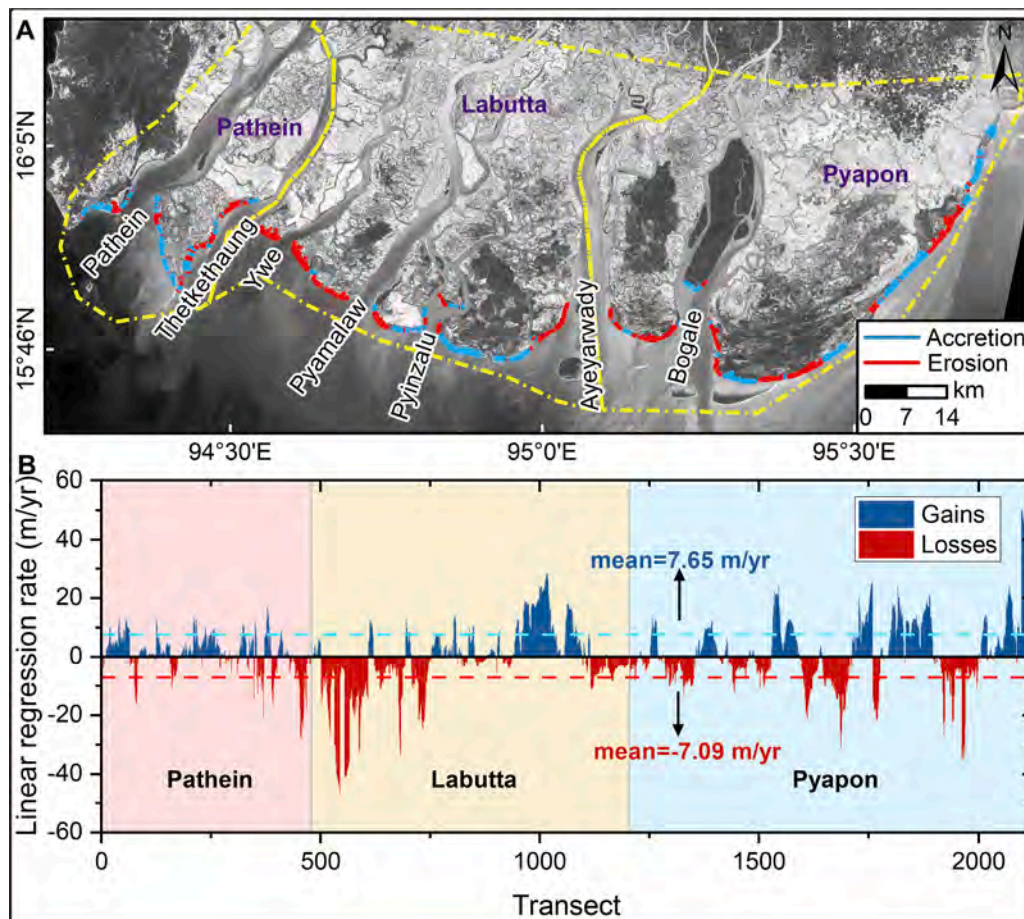 A
N
Pathein
Labutta
Pyapon
16°5'N
15°46'N
Pathein
Thetkethaung
Ywe
Pyamalaw
Pyinzalu
Ayeyarwady
Bogale
Accretion
Erosion
km
0 7 14
94°30'E
95°0'E
95°30'E
B
Linear regression rate (m/yr)
60
40
20
0
-20
-40
-60
Gains
Losses
mean=7.65 m/yr
mean=-7.09 m/yr
Pathein
Labutta
Pyapon
0 500 1000 1500 2000
Transect